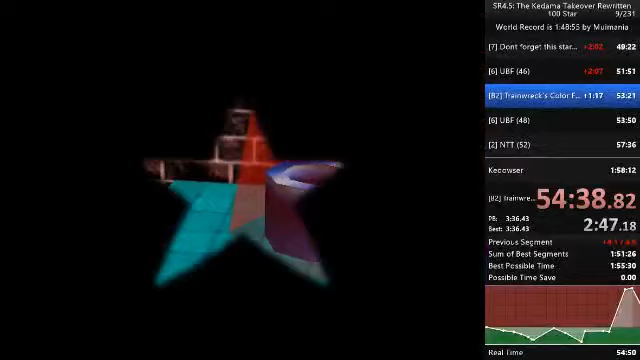 SR4.5: The Kedama Takeover Rewritten
100 Star 9/231
World Record is 1:48:55 by Muimania
[7] Dont forget this star... +2:02 49:22
[6] UBF (46) +2:07 51:51
[B2] Trainwreck's Color F... +1:17 53:21
[6] UBF (48) 53:50
[2] NTT (52) 57:36
Kecowser 1:58:12
[B2] Trainwre... 54:38.82
PB: 3:36.43
Best: 3:36.43 2:47.18
Previous Segment
Sum of Best Segments 1:51:26
Best Possible Time 1:55:30
Possible Time Save 0.00
Real Time 54:50